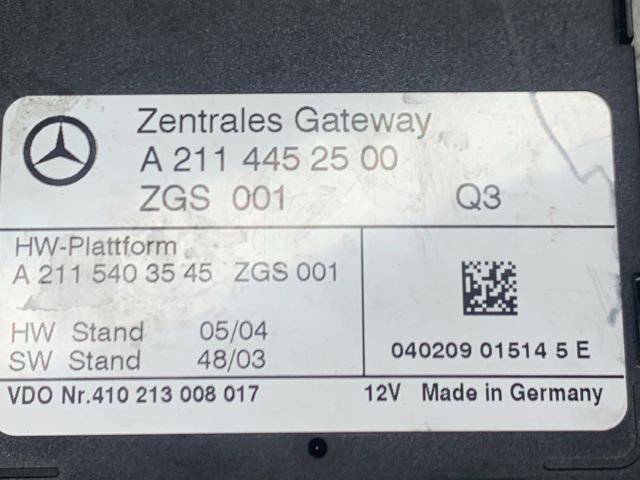 Zentrales Gateway
A 211 445 25 00
ZGS 001 Q3
HW-Plattform
A 211 540 35 45 ZGS 001
HW Stand 05/04
SW Stand 48/03
040209 01514 5 E
VDO Nr.410 213 008 017 12V Made in Germany